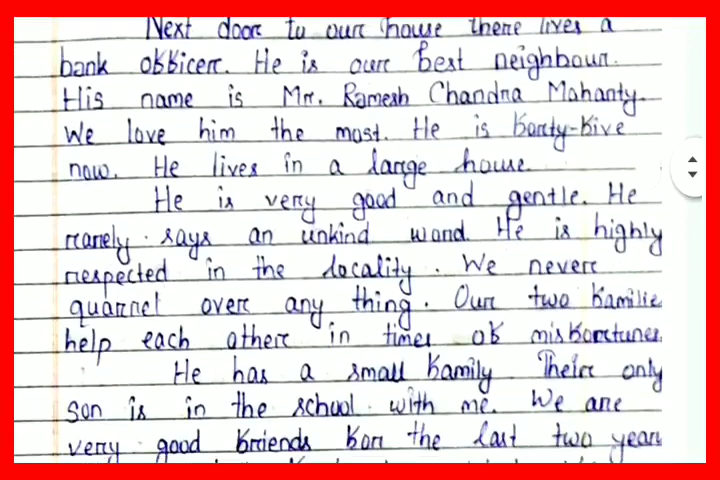 Next door to our house there lives a
bank officer. He is our best neighbour.
His name is Mr. Ramesh Chandra Mohanty.
We love him the most. He is forty-five
now. He lives in a large house.
He is very good and gentle. He
rarely says an unkind word. He is highly
respected in the locality. We never
quarrel over any thing. Our two familie
help each other in times of misfortunes.
He has a small family. Their only
son is in the school with me. We are
very good friends for the last two years